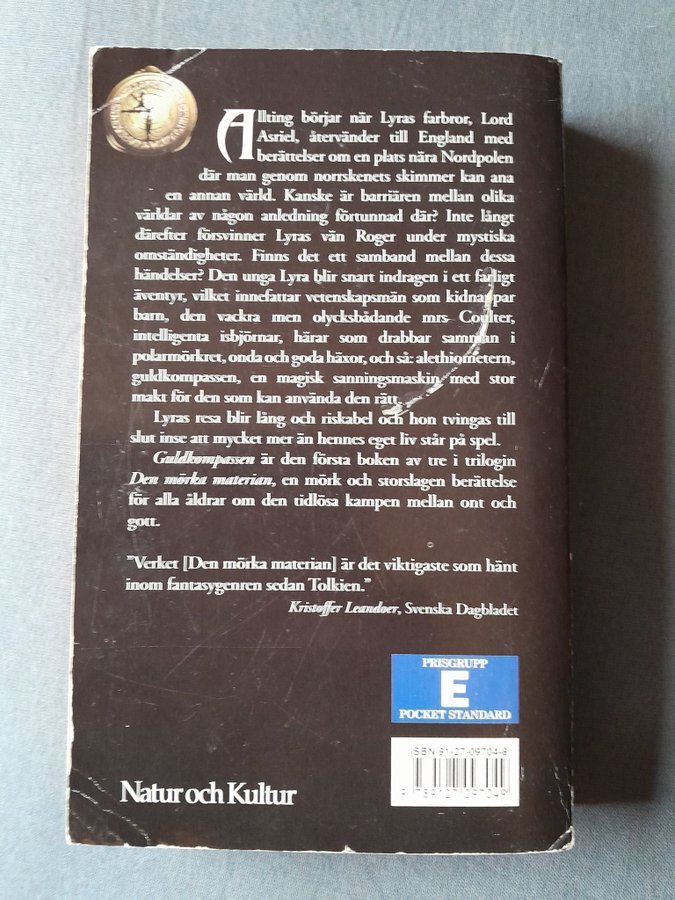 Allting börjar när Lyras farbror, Lord
Asriel, återvänder till England med
berättelser om en plats nära Nordpolen
där man genom norrskenets skimmer kan ana
en annan värld. Kanske är barriären mellan olika
världar av någon anledning förtunnad där? Inte långt
därefter försvinner Lyras vän Roger under mystiska
omständigheter. Finns det ett samband mellan dessa
händelser? Den unga Lyra blir snart indragen i ett farligt
äventyr, vilket innefattar vetenskapsmän som kidnappar
barn, den vackra men olycksbådande mrs Coulter,
intelligenta isbjörnar, härar som drabbar samman i
polarmörkret, onda och goda häxor, och så: alethiometern,
guldkompassen, en magisk sanningsmaskin med stor
makt för den som kan använda den rätt.
Lyras resa blir lång och riskabel och hon tvingas till
slut inse att mycket mer än hennes eget liv står på spel.
Guldkompassen är den första boken av tre i trilogin
Den mörka materian, en mörk och storslagen berättelse
för alla åldrar om den tidlösa kampen mellan ont och
gott.
”Verket [Den mörka materian] är det viktigaste som hänt
inom fantasygenren sedan Tolkien.”
Kristoffer Leandoer, Svenska Dagbladet
PRISGRUPP
E
POCKET STANDARD
ISBN 91-27-09704-8
9 789127 097049
Natur och Kultur